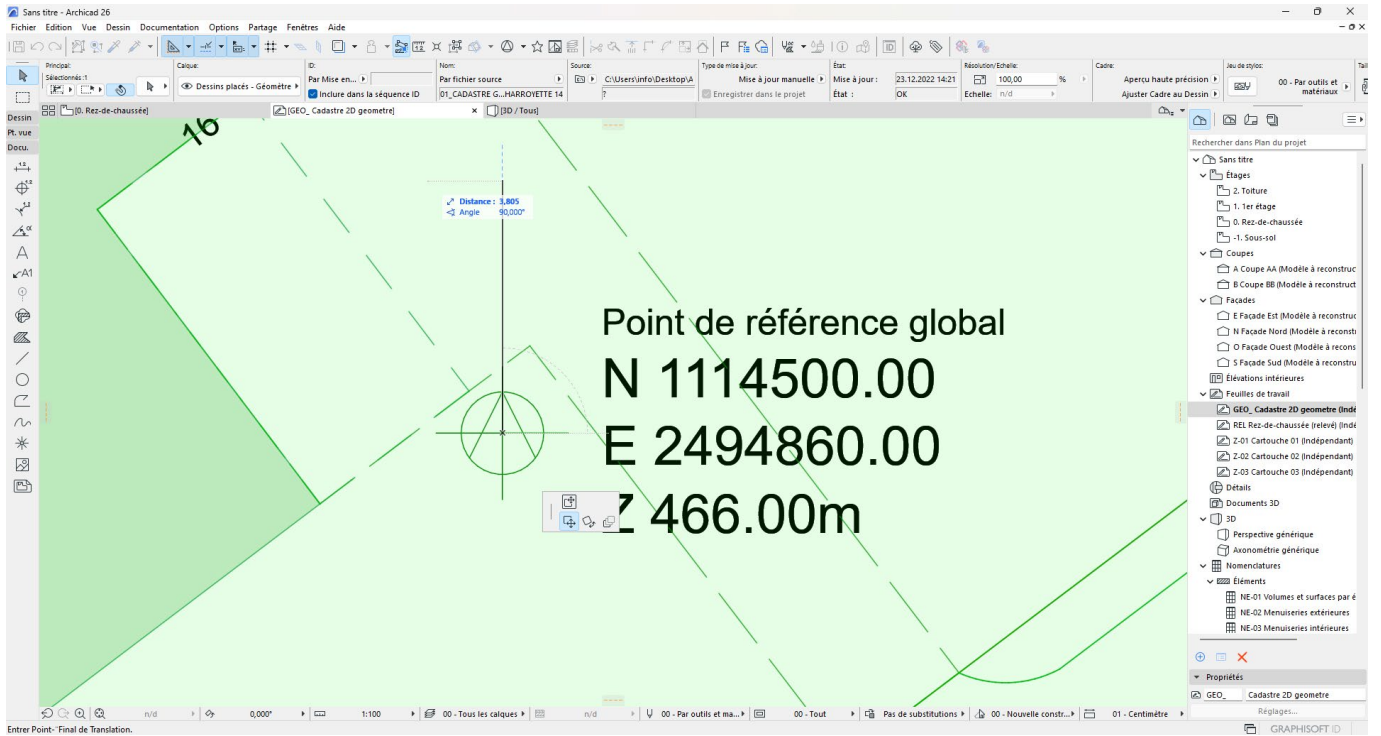 Sans titre - Archicad 26
Fichier Edition Vue Dessin Documentation Options Partage Fenêtres Aide
Principal: Calque: ID: Nom: Source: Type de mise à jour: État: Résolution/Echelle: Cadre: Jeu de stylos:
Sélectionnés :1 Par Mise en... Par fichier source C:\Users\info\Desktop\A Mise à jour manuelle Mise à jour : 23.12.2022 14:21 100,00 % Aperçu haute précision 00 - Par outils et matériaux
Dessins placés - Géomètre Inclure dans la séquence ID 01_CADASTRE G...HARROYETTE 14 ? Enregistrer dans le projet État : OK Echelle: n/d Ajuster Cadre au Dessin
[0. Rez-de-chaussée] [GEO_ Cadastre 2D geometre] [3D / Tous]
Dessin
Pt. vue
Docu.
A1
16
Distance : 3,805
Angle 90,000°
Point de référence global
N 1114500.00
E 2494860.00
Z 466.00m
Rechercher dans Plan du projet
Sans titre
Étages
2. Toiture
1. 1er étage
0. Rez-de-chaussée
-1. Sous-sol
Coupes
A Coupe AA (Modèle à reconstruc
B Coupe BB (Modèle à reconstruct
Façades
E Façade Est (Modèle à reconstruc
N Façade Nord (Modèle à reconstr
O Façade Ouest (Modèle à recons
S Façade Sud (Modèle à reconstru
Élévations intérieures
Feuilles de travail
GEO_ Cadastre 2D geometre (Indé
REL Rez-de-chaussée (relevé) (Indé
Z-01 Cartouche 01 (Indépendant)
Z-02 Cartouche 02 (Indépendant)
Z-03 Cartouche 03 (Indépendant)
Détails
Documents 3D
3D
Perspective générique
Axonométrie générique
Nomenclatures
Éléments
NE-01 Volumes et surfaces par é
NE-02 Menuiseries extérieures
NE-03 Menuiseries intérieures
Propriétés
GEO_ Cadastre 2D geometre
Réglages...
n/d 0,000° 1:100 00 - Tous les calques n/d 00 - Par outils et ma... 00 - Tout Pas de substitutions 00 - Nouvelle constr... 01 - Centimètre
Entrer Point-¨Final de Translation.
GRAPHISOFT ID